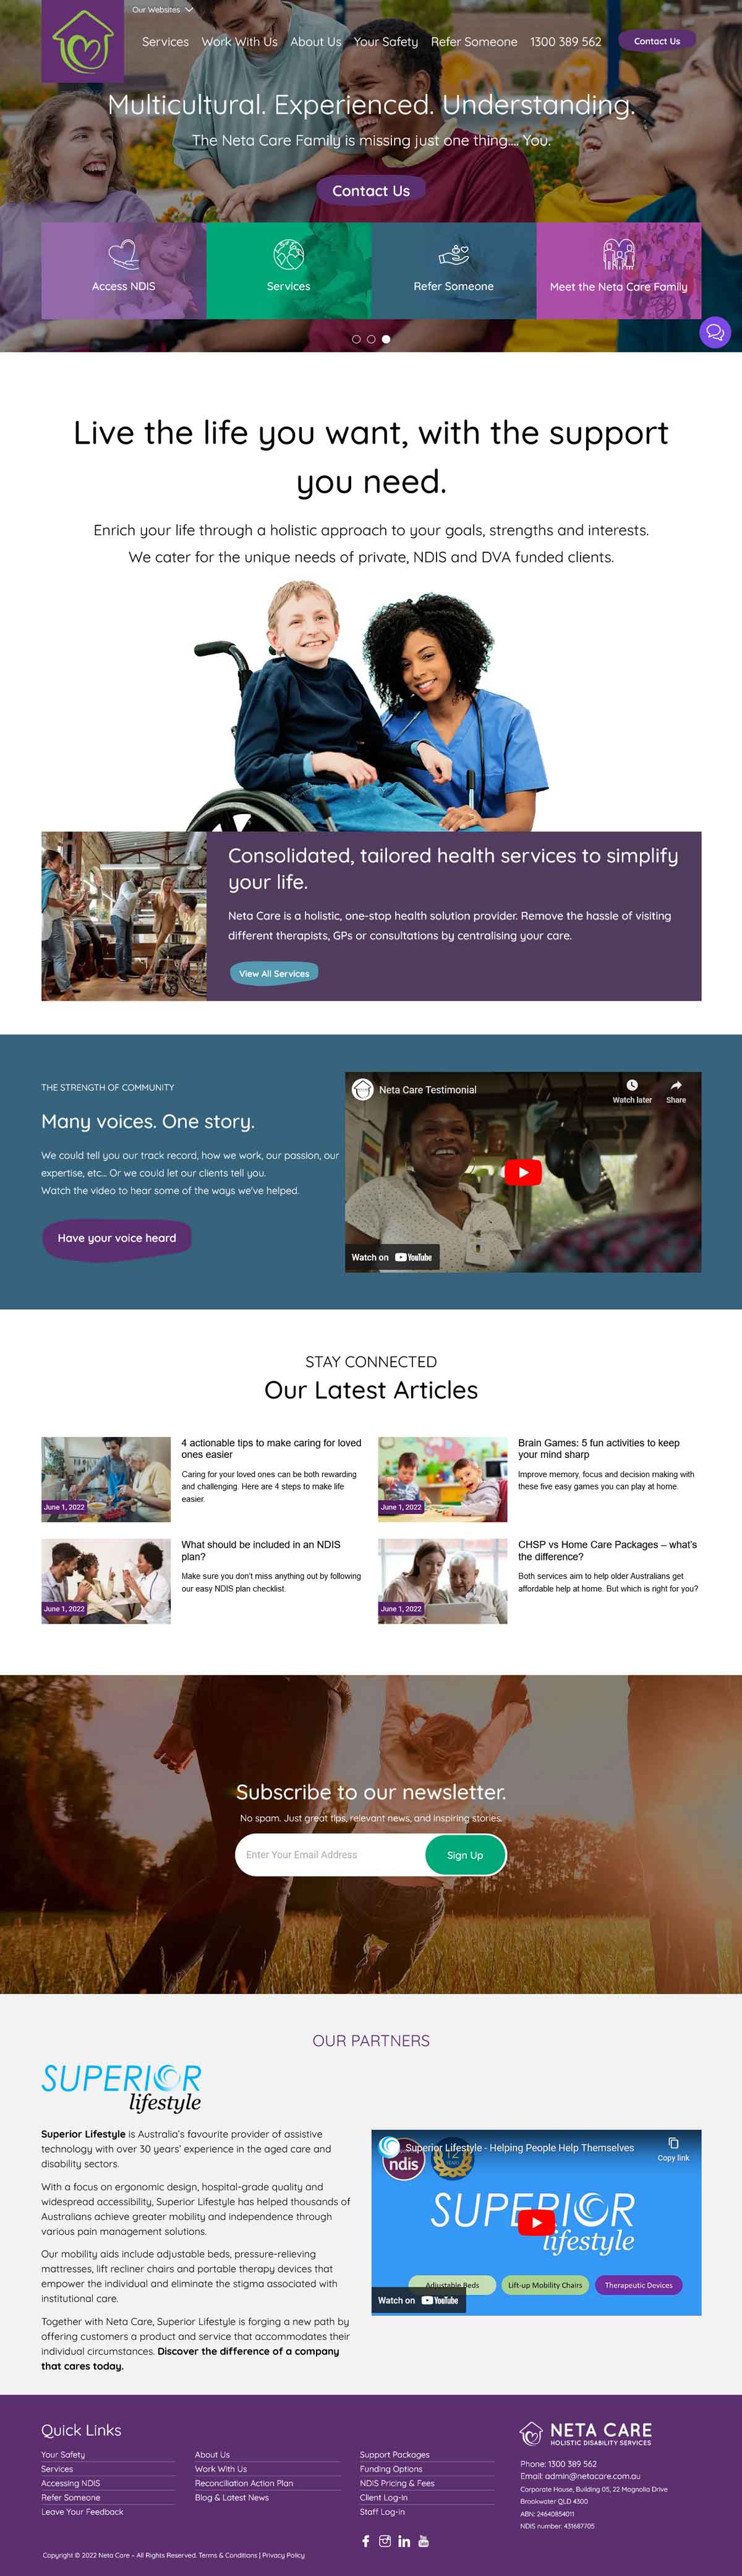 Our Websites
Services Work With Us About Us Your Safety Refer Someone 1300 389 562 Contact Us
Multicultural. Experienced. Understanding.
The Neta Care Family is missing just one thing.... You.
Contact Us
Access NDIS
Services
Refer Someone
Meet the Neta Care Family
Live the life you want, with the support
you need.
Enrich your life through a holistic approach to your goals, strengths and interests.
We cater for the unique needs of private, NDIS and DVA funded clients.
Consolidated, tailored health services to simplify
your life.
Neta Care is a holistic, one-stop health solution provider. Remove the hassle of visiting
different therapists, GPs or consultations by centralising your care.
View All Services
THE STRENGTH OF COMMUNITY
Many voices. One story.
We could tell you our track record, how we work, our passion, our
expertise, etc... Or we could let our clients tell you.
Watch the video to hear some of the ways we've helped.
Have your voice heard
Neta Care Testimonial
Watch later
Share
Watch on YouTube
STAY CONNECTED
Our Latest Articles
June 1, 2022
4 actionable tips to make caring for loved
ones easier
Caring for your loved ones can be both rewarding
and challenging. Here are 4 steps to make life
easier.
June 1, 2022
Brain Games: 5 fun activities to keep
your mind sharp
Improve memory, focus and decision making with
these five easy games you can play at home.
June 1, 2022
What should be included in an NDIS
plan?
Make sure you don't miss anything out by following
our easy NDIS plan checklist.
June 1, 2022
CHSP vs Home Care Packages – what's
the difference?
Both services aim to help older Australians get
affordable help at home. But which is right for you?
Subscribe to our newsletter.
No spam. Just great tips, relevant news, and inspiring stories.
Enter Your Email Address
Sign Up
OUR PARTNERS
SUPERIOR
lifestyle
Superior Lifestyle is Australia's favourite provider of assistive
technology with over 30 years' experience in the aged care and
disability sectors.
With a focus on ergonomic design, hospital-grade quality and
widespread accessibility, Superior Lifestyle has helped thousands of
Australians achieve greater mobility and independence through
various pain management solutions.
Our mobility aids include adjustable beds, pressure-relieving
mattresses, lift recliner chairs and portable therapy devices that
empower the individual and eliminate the stigma associated with
institutional care.
Together with Neta Care, Superior Lifestyle is forging a new path by
offering customers a product and service that accommodates their
individual circumstances. Discover the difference of a company
that cares today.
Superior Lifestyle - Helping People Help Themselves
Copy link
ndis
12
SUPERIOR
lifestyle
Adjustable Beds
Lift-up Mobility Chairs
Therapeutic Devices
Watch on YouTube
Quick Links
Your Safety
Services
Accessing NDIS
Refer Someone
Leave Your Feedback
About Us
Work With Us
Reconciliation Action Plan
Blog & Latest News
Support Packages
Funding Options
NDIS Pricing & Fees
Client Log-in
Staff Log-in
NETA CARE
HOLISTIC DISABILITY SERVICES
Phone: 1300 389 562
Email: admin@netacare.com.au
Corporate House, Building 05, 22 Magnolia Drive
Brookwater QLD 4300
ABN: 24640854011
NDIS number: 431687705
Copyright © 2022 Neta Care – All Rights Reserved. Terms & Conditions | Privacy Policy